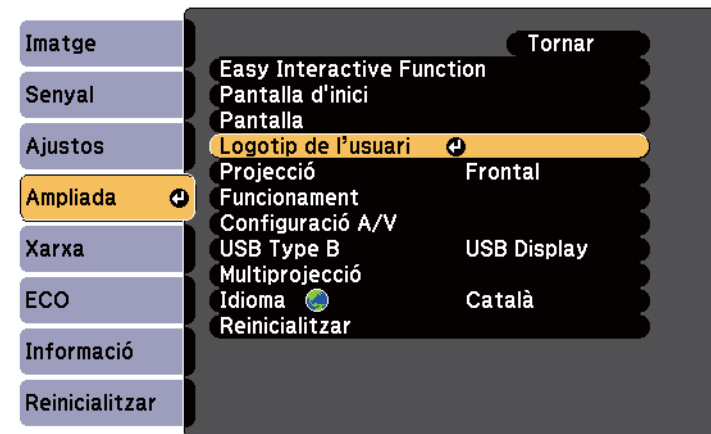 Imatge
Senyal
Ajustos
Ampliada
Xarxa
ECO
Informació
Reinicialitzar
Tornar
Easy Interactive Function
Pantalla d'inici
Pantalla
Logotip de l’usuari
Projecció Frontal
Funcionament
Configuració A/V
USB Type B USB Display
Multiprojecció
Idioma Català
Reinicialitzar